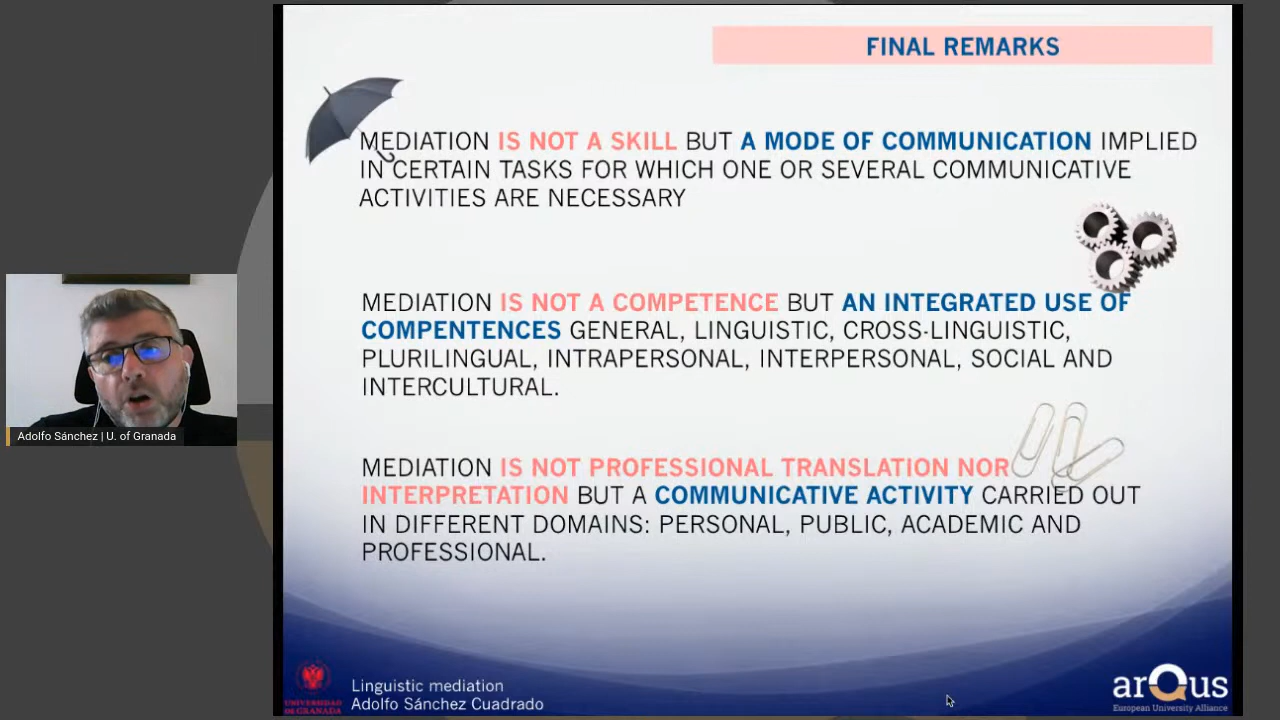 FINAL REMARKS
MEDIATION IS NOT A SKILL BUT A MODE OF COMMUNICATION IMPLIED
IN CERTAIN TASKS FOR WHICH ONE OR SEVERAL COMMUNICATIVE
ACTIVITIES ARE NECESSARY
MEDIATION IS NOT A COMPETENCE BUT AN INTEGRATED USE OF
COMPENTENCES GENERAL, LINGUISTIC, CROSS-LINGUISTIC,
PLURILINGUAL, INTRAPERSONAL, INTERPERSONAL, SOCIAL AND
INTERCULTURAL.
Adolfo Sánchez | U. of Granada
MEDIATION IS NOT PROFESSIONAL TRANSLATION NOR
INTERPRETATION BUT A COMMUNICATIVE ACTIVITY CARRIED OUT
IN DIFFERENT DOMAINS: PERSONAL, PUBLIC, ACADEMIC AND
PROFESSIONAL.
UNIVERSIDAD
DE GRANADA
Linguistic mediation
Adolfo Sánchez Cuadrado
arQus
European University Alliance